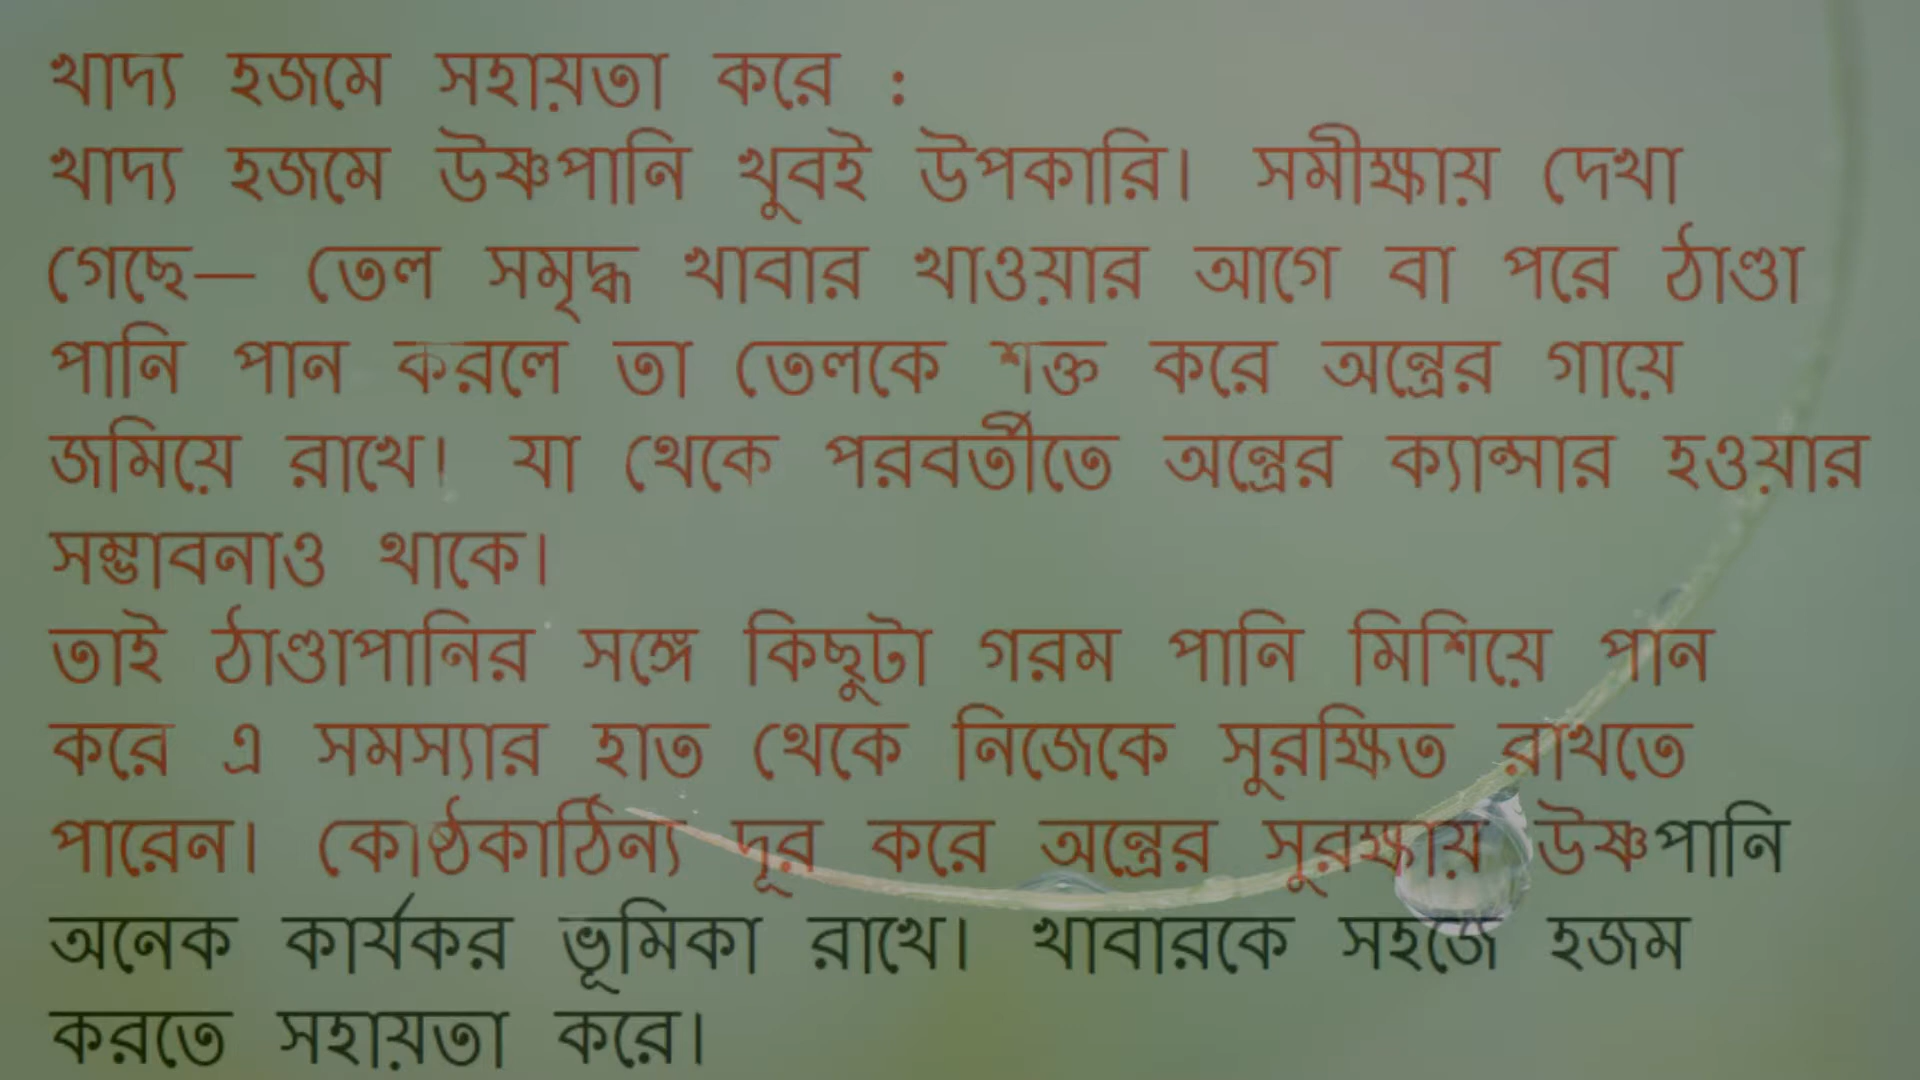 খাদ্য হজমে সহায়তা করে :
খাদ্য হজমে উষ্ণপানি খুবই উপকারি। সমীক্ষায় দেখা
গেছে— তেল সমৃদ্ধ খাবার খাওয়ার আগে বা পরে ঠাণ্ডা
পানি পান করলে তা তেলকে শক্ত করে অন্ত্রের গায়ে
জমিয়ে রাখে। যা থেকে পরবর্তীতে অন্ত্রের ক্যান্সার হওয়ার
সম্ভাবনাও থাকে।
তাই ঠাণ্ডাপানির সঙ্গে কিছুটা গরম পানি মিশিয়ে পান
করে এ সমস্যার হাত থেকে নিজেকে সুরক্ষিত রাখতে
পারেন। কোষ্ঠকাঠিন্য দূর করে অন্ত্রের সুরক্ষায় উষ্ণপানি
অনেক কার্যকর ভূমিকা রাখে। খাবারকে সহজে হজম
করতে সহায়তা করে।